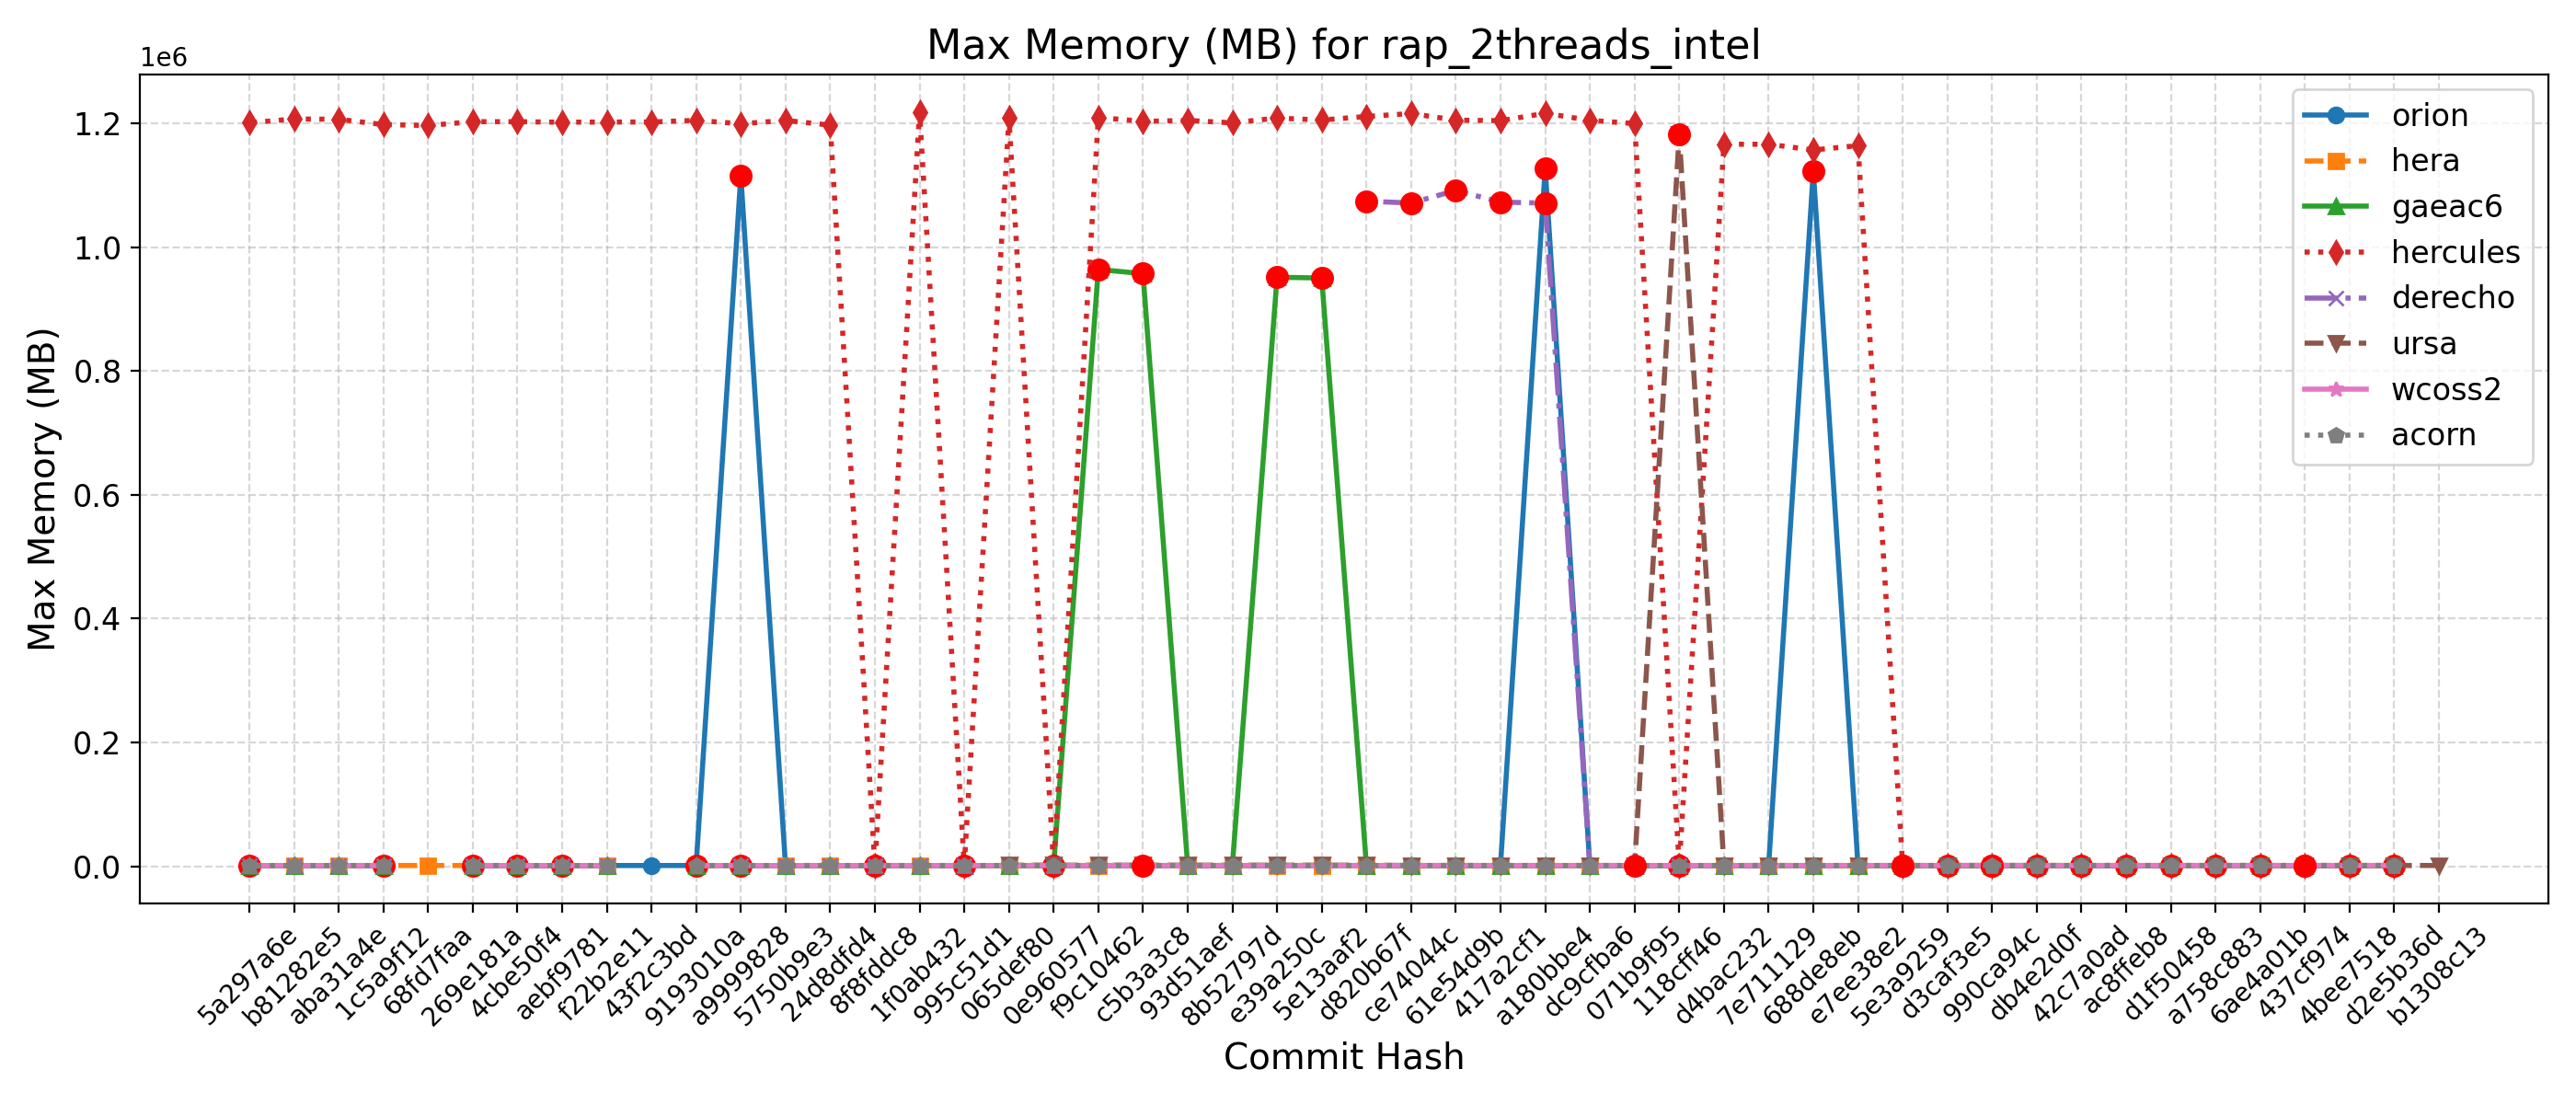 Max Memory (MB) for rap_2threads_intel
1e6
1.2
1.0
0.8
0.6
0.4
0.2
0.0
Max Memory (MB)
orion
hera
gaeac6
hercules
derecho
ursa
wcoss2
acorn
5a297a6e
b81282e5
aba31a4e
1c5a9f12
68fd7faa
269e181a
4cbe50f4
aebf9781
f22b2e11
43f2c3bd
9193010a
a9999828
5750b9e3
24d8dfd4
8f8fddc8
1f0ab432
995c51d1
065def80
0e960577
f9c10462
c5b3a3c8
93d51aef
8b52797d
e39a250c
5e13aaf2
d820b67f
ce74044c
61e54d9b
417a2cf1
a180bbe4
dc9cfba6
071b9f95
118cff46
d4bac232
7e711129
688de8eb
e7ee38e2
5e3a9259
d3caf3e5
990ca94c
db4e2d0f
42c7a0ad
ac8ffeb8
d1f50458
a758c883
6ae4a01b
437cf974
4bee7518
d2e5b36d
b1308c13
Commit Hash